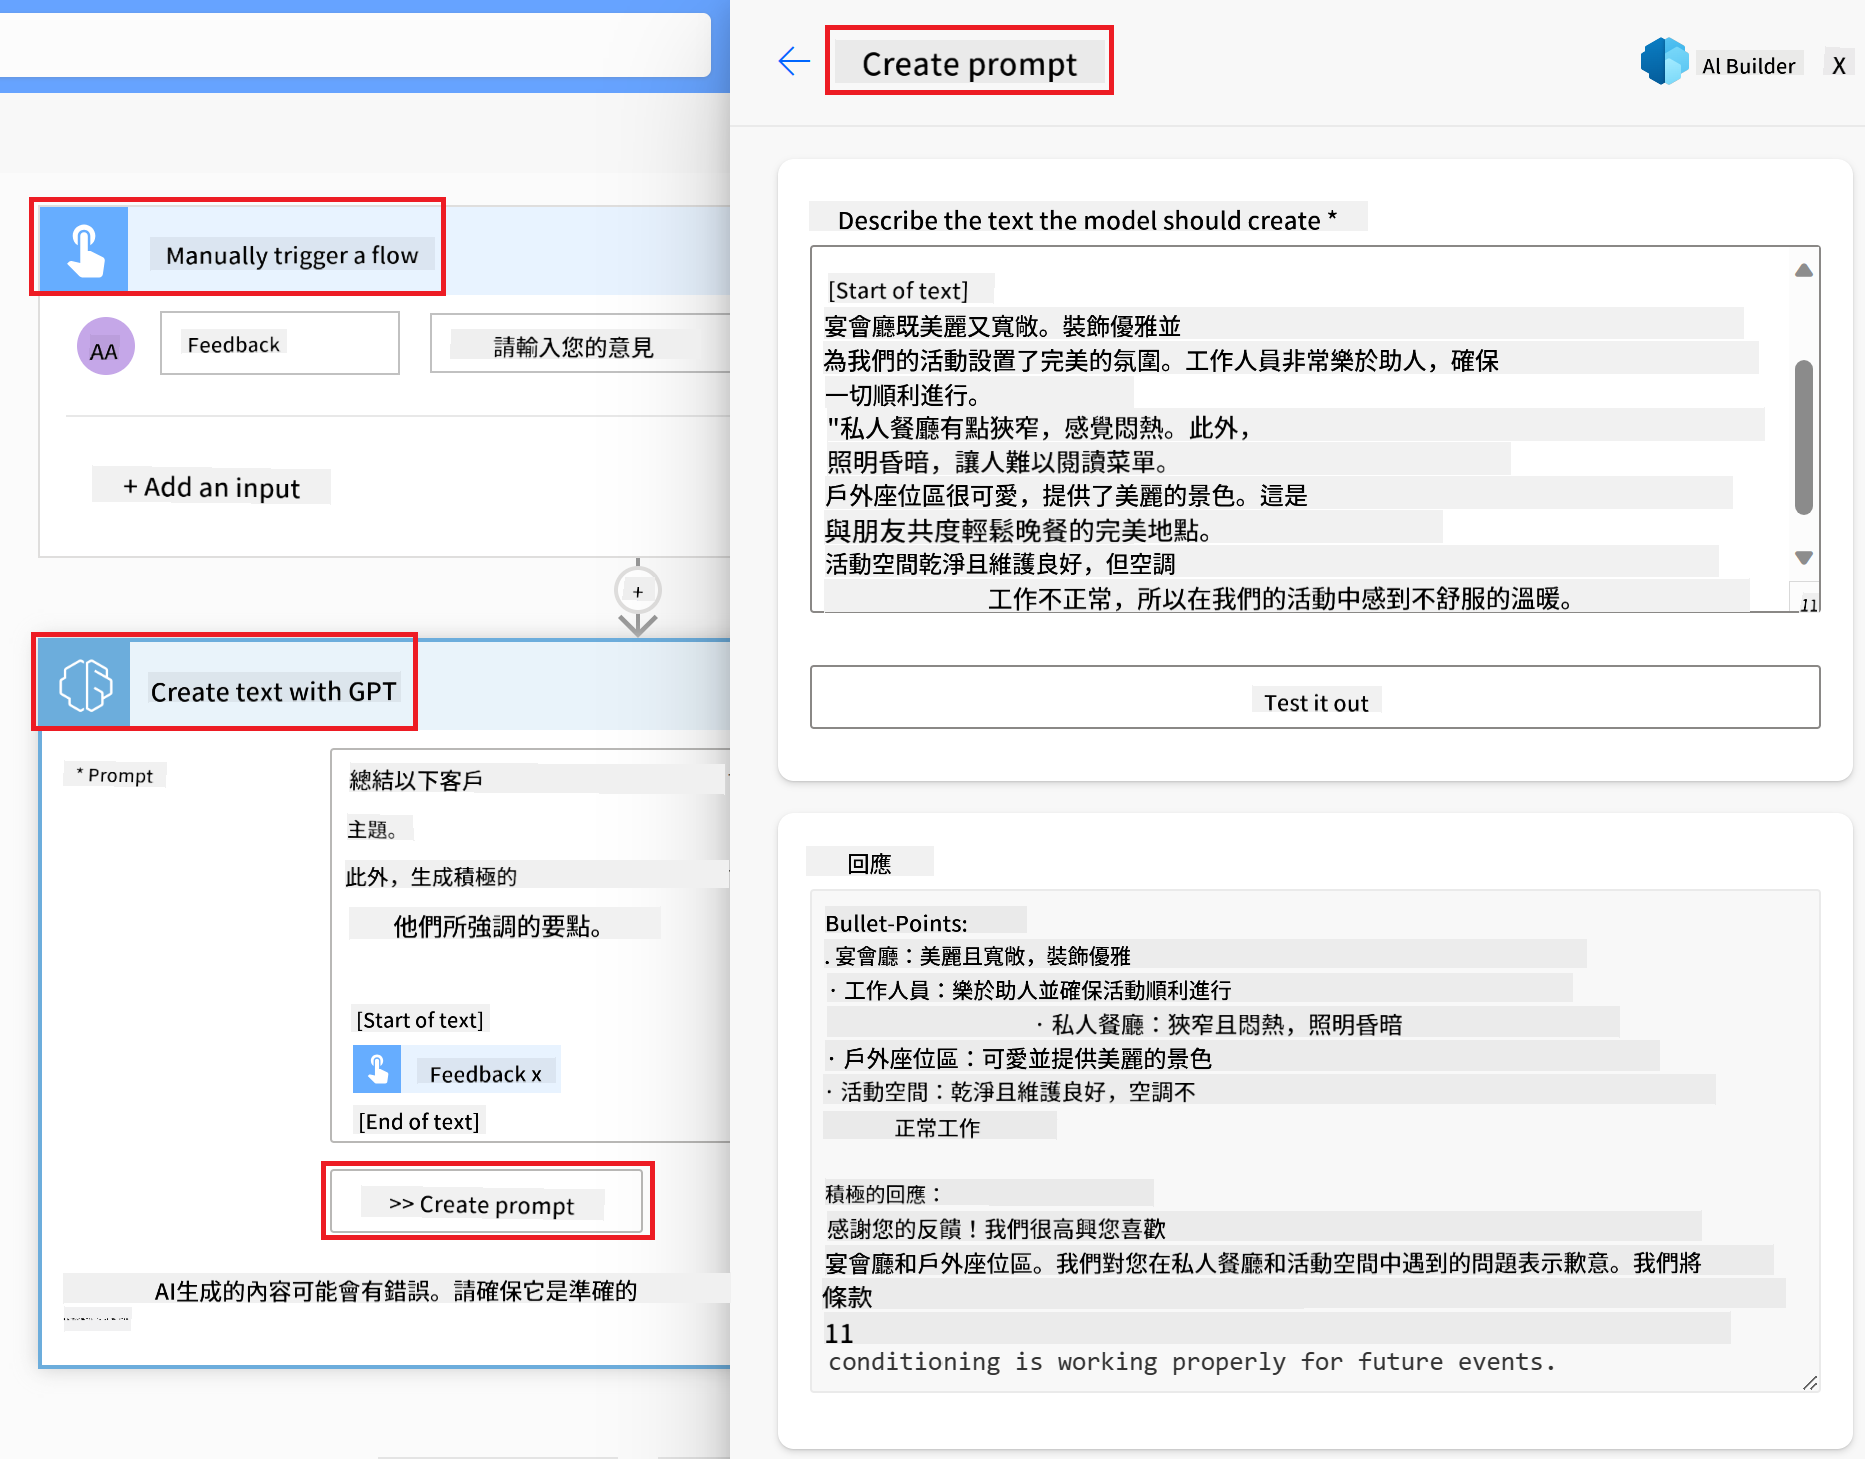 Manually trigger a flow
AA
Feedback
請輸入您的意見
+ Add an input
+
Create text with GPT
* Prompt
總結以下客戶
主題。
此外，生成積極的
他們所強調的要點。
[Start of text]
Feedback x
[End of text]
>> Create prompt
AI生成的內容可能會有錯誤。請確保它是準確的
Create prompt
AI Builder
X
Describe the text the model should create *
[Start of text]
宴會廳既美麗又寬敞。裝飾優雅並
為我們的活動設置了完美的氛圍。工作人員非常樂於助人，確保
一切順利進行。
"私人餐廳有點狹窄，感覺悶熱。此外，
照明昏暗，讓人難以閱讀菜單。
戶外座位區很可愛，提供了美麗的景色。這是
與朋友共度輕鬆晚餐的完美地點。
活動空間乾淨且維護良好，但空調
工作不正常，所以在我們的活動中感到不舒服的溫暖。
11
Test it out
回應
Bullet-Points:
. 宴會廳：美麗且寬敞，裝飾優雅
· 工作人員：樂於助人並確保活動順利進行
· 私人餐廳：狹窄且悶熱，照明昏暗
· 戶外座位區：可愛並提供美麗的景色
· 活動空間：乾淨且維護良好，空調不
正常工作
積極的回應：
感謝您的反饋！我們很高興您喜歡
宴會廳和戶外座位區。我們對您在私人餐廳和活動空間中遇到的問題表示歉意。我們將
條款
11
conditioning is working properly for future events.